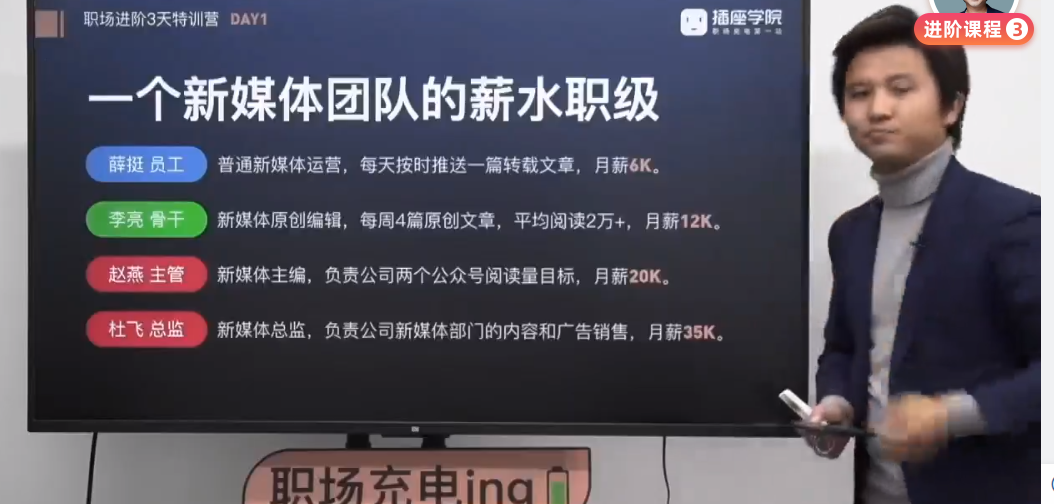 职场进阶3天特训营 DAY1
插座学院
职场充电第一站
进阶课程 3
一个新媒体团队的薪水职级
薛挺 员工 普通新媒体运营，每天按时推送一篇转载文章，月薪6K。
李亮 骨干 新媒体原创编辑，每周4篇原创文章，平均阅读2万+，月薪12K。
赵燕 主管 新媒体主编，负责公司两个公众号阅读量目标，月薪20K。
杜飞 总监 新媒体总监，负责公司新媒体部门的内容和广告销售，月薪35K。
职场充电ing